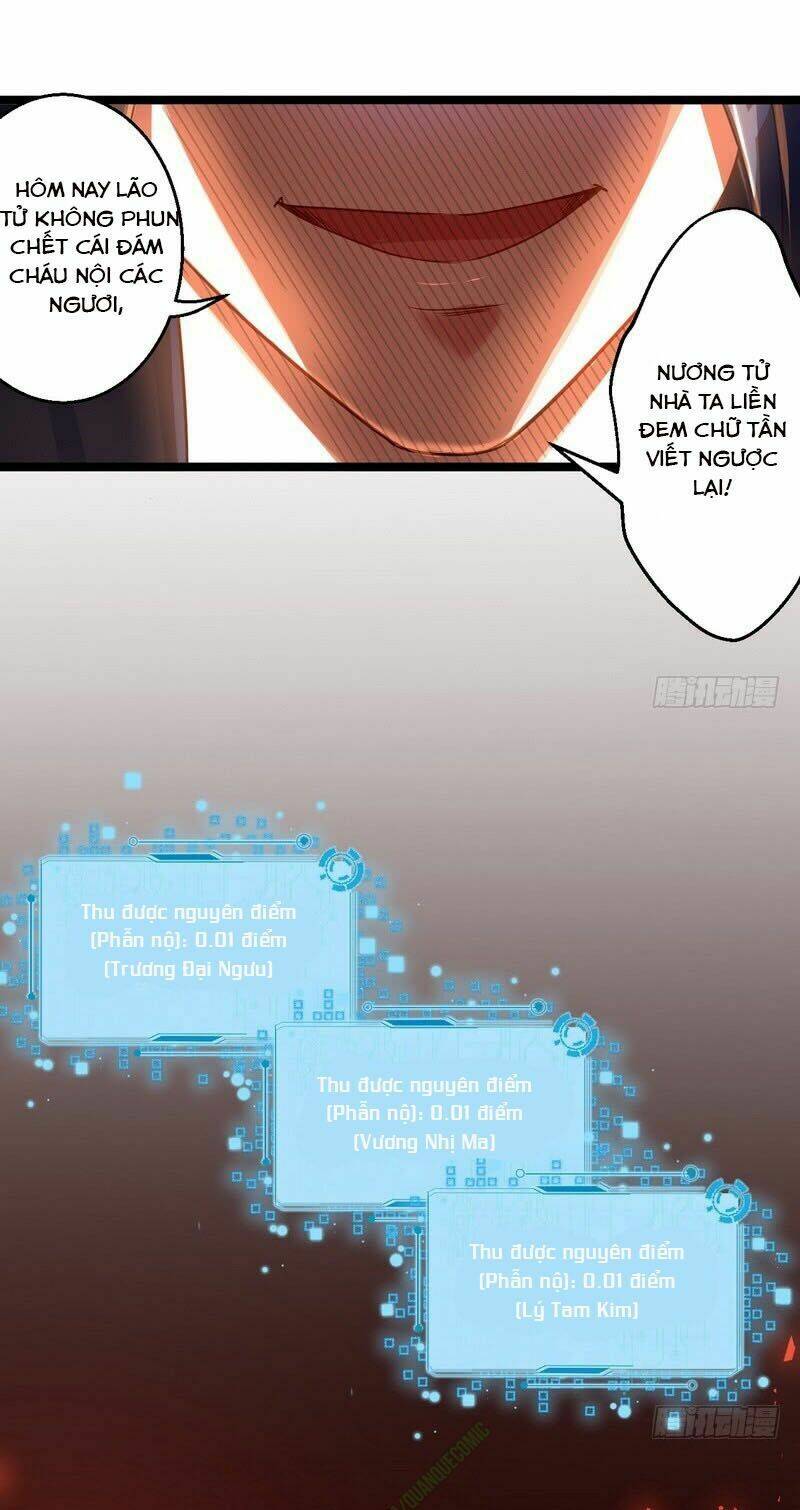 HÔM NAY LÃO
TỬ KHÔNG PHUN
CHẾT CÁI ĐÁM
CHÁU NỘI CÁC
NGƯƠI,
NƯƠNG TỬ
NHÀ TA LIỀN
ĐEM CHỮ TẦN
VIẾT NGƯỢC
LẠI!
腾讯动漫
Thu được nguyên điểm
(Phẫn nộ): 0.01 điểm
(Trương Đại Ngưu)
Thu được nguyên điểm
(Phẫn nộ): 0.01 điểm
(Vương Nhị Ma)
Thu được nguyên điểm
(Phẫn nộ): 0.01 điểm
(Lý Tam Kim)
腾讯动漫